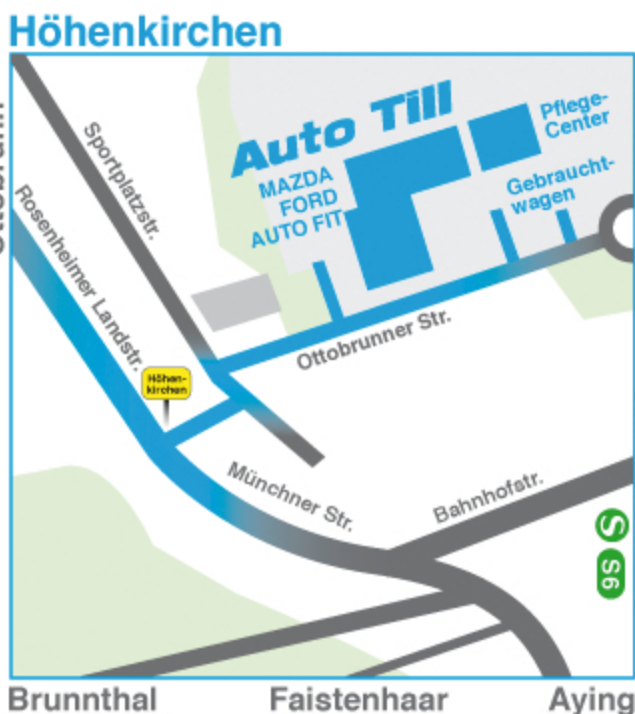 Höhenkirchen
Auto Till
Pflege-
Center
MAZDA
FORD
AUTO FIT
Gebraucht-
wagen
Sportplatzstr.
Rosenheimer Landstr.
Ottobrunner Str.
Höhen-
kirchen
Münchner Str.
Bahnhofstr.
S
S6
Brunnthal
Faistenhaar
Aying